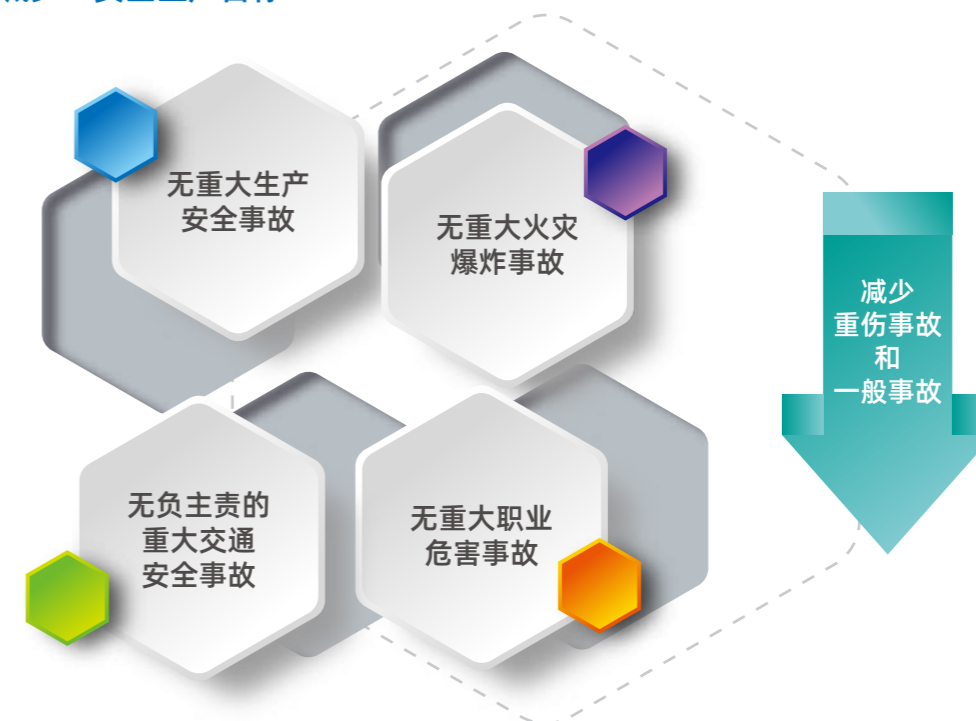 无重大生产
安全事故
无重大火灾
爆炸事故
减少
重伤事故
和
一般事故
无负主责的
重大交通
安全事故
无重大职业
危害事故